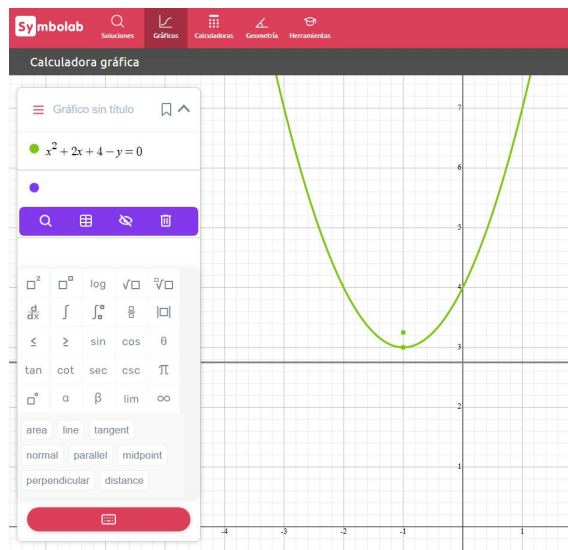 Symbolab
Soluciones
Gráficos
Calculadoras
Geometría
Herramientas
Calculadora gráfica
Gráfico sin título
x² + 2x + 4 − y = 0
□² □^□ log √□ ^□√□
d/dx ∫ ∫_□^□ □/□ |□|
≤ ≥ sin cos θ
tan cot sec csc π
□° α β lim ∞
area line tangent
normal parallel midpoint
perpendicular distance
7
6
5
4
3
2
1
-4 -3 -2 -1 1